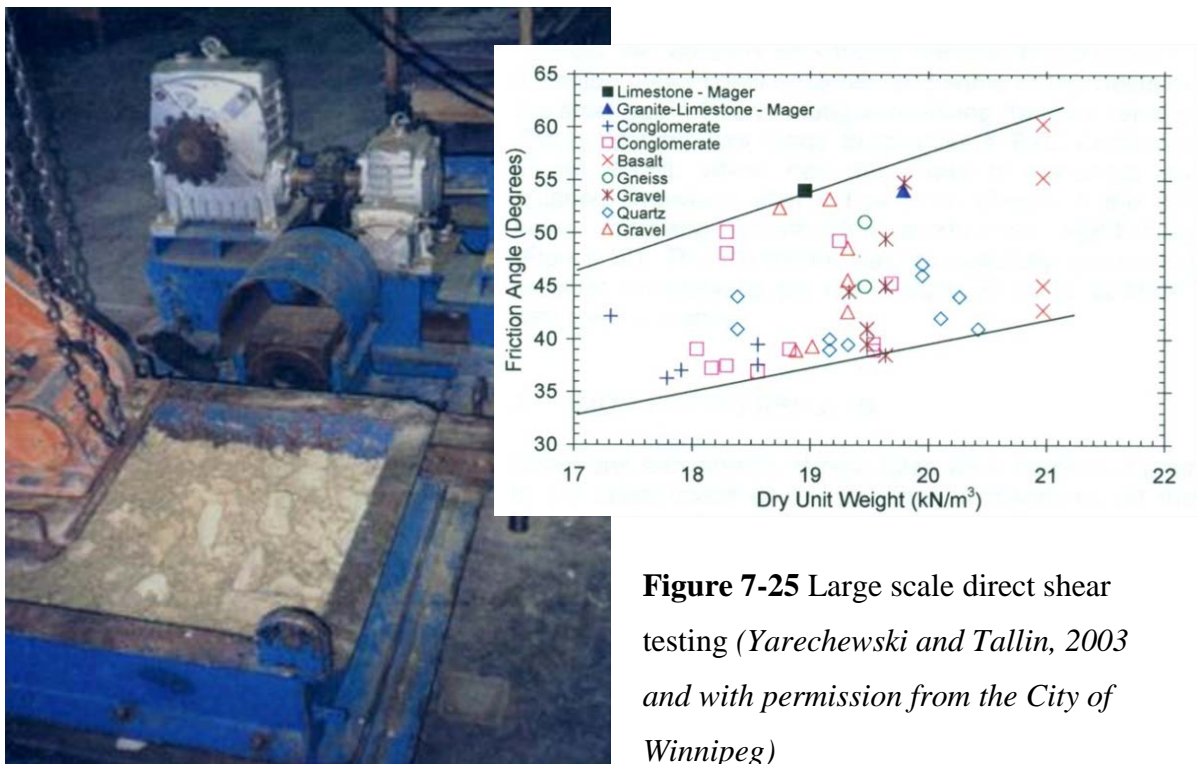 65
60
55
50
45
40
35
30
Friction Angle (Degrees)
Limestone - Mager
Granite-Limestone - Mager
Conglomerate
Conglomerate
Basalt
Gneiss
Gravel
Quartz
Gravel
17 18 19 20 21 22
Dry Unit Weight (kN/m³)
Figure 7-25 Large scale direct shear
testing (Yarechewski and Tallin, 2003
and with permission from the City of
Winnipeg)